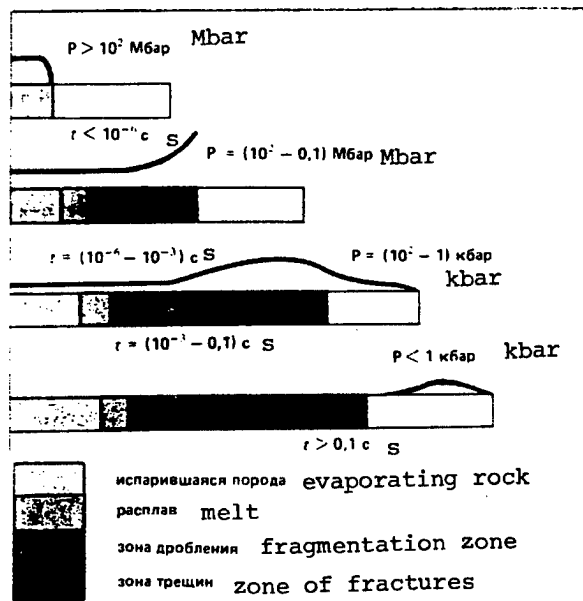 P > 10² Мбар Mbar
t < 10⁻⁶ с s
P = (10² – 0,1) Мбар Mbar
t = (10⁻⁶ – 10⁻³) с s
P = (10² – 1) кбар kbar
t = (10⁻³ – 0,1) с s
P < 1 кбар kbar
t > 0,1 с s
испарившаяся порода evaporating rock
расплав melt
зона дробления fragmentation zone
зона трещин zone of fractures